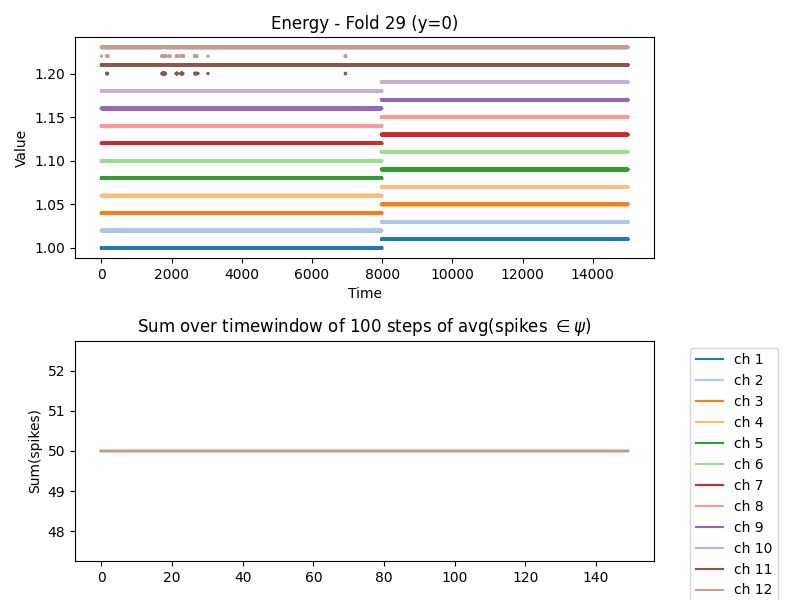 Energy - Fold 29 (y=0)
Value
1.20
1.15
1.10
1.05
1.00
0 2000 4000 6000 8000 10000 12000 14000
Time
Sum over timewindow of 100 steps of avg(spikes ∈ ψ)
Sum(spikes)
52
51
50
49
48
0 20 40 60 80 100 120 140
ch 1
ch 2
ch 3
ch 4
ch 5
ch 6
ch 7
ch 8
ch 9
ch 10
ch 11
ch 12